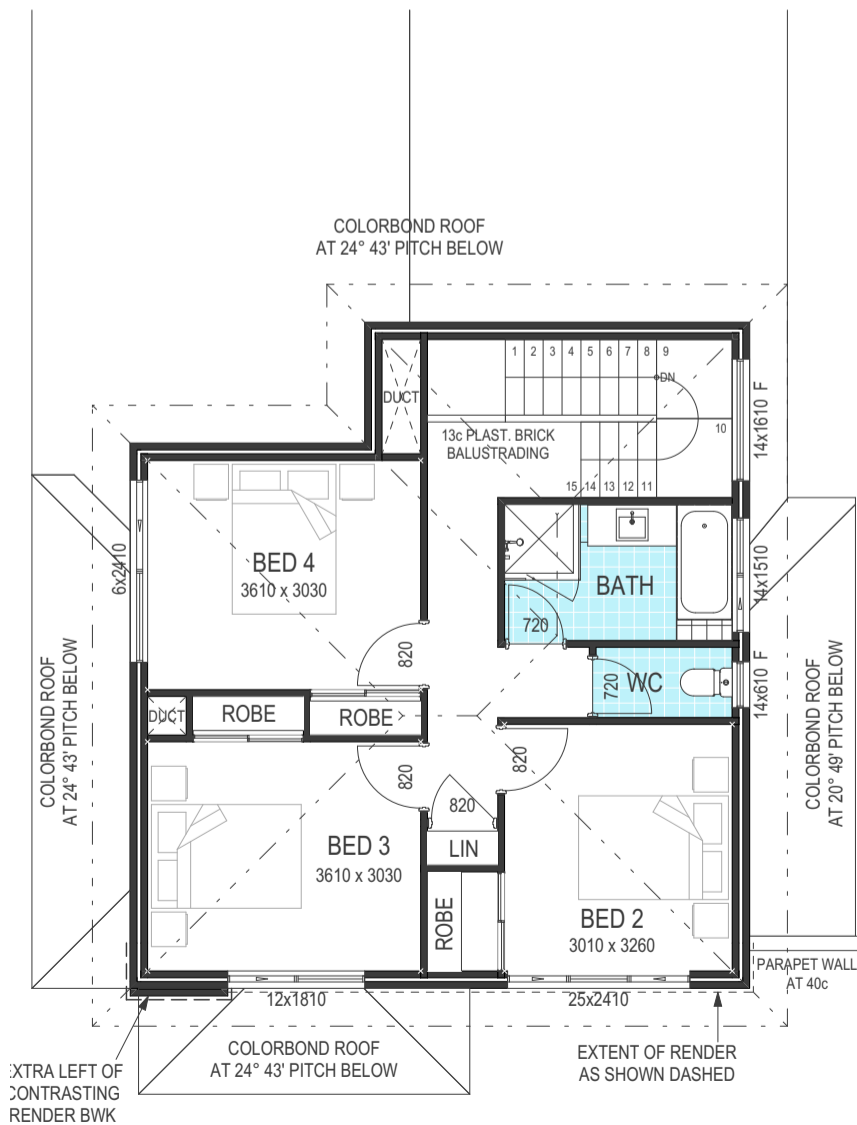 COLORBOND ROOF
AT 24° 43' PITCH BELOW
1 2 3 4 5 6 7 8 9
DN
10
DUCT
13c PLAST. BRICK
BALUSTRADING
15 14 13 12 11
14x1610 F
6x2410
BED 4
3610 x 3030
BATH
14x1510
720
820
WC
720
14x610 F
DUCT
ROBE
ROBE
COLORBOND ROOF
AT 24° 43' PITCH BELOW
COLORBOND ROOF
AT 20° 49' PITCH BELOW
820
820
820
LIN
BED 3
3610 x 3030
ROBE
BED 2
3010 x 3260
PARAPET WALL
AT 40c
12x1810
25x2410
COLORBOND ROOF
AT 24° 43' PITCH BELOW
EXTENT OF RENDER
AS SHOWN DASHED
EXTRA LEFT OF
CONTRASTING
RENDER BWK